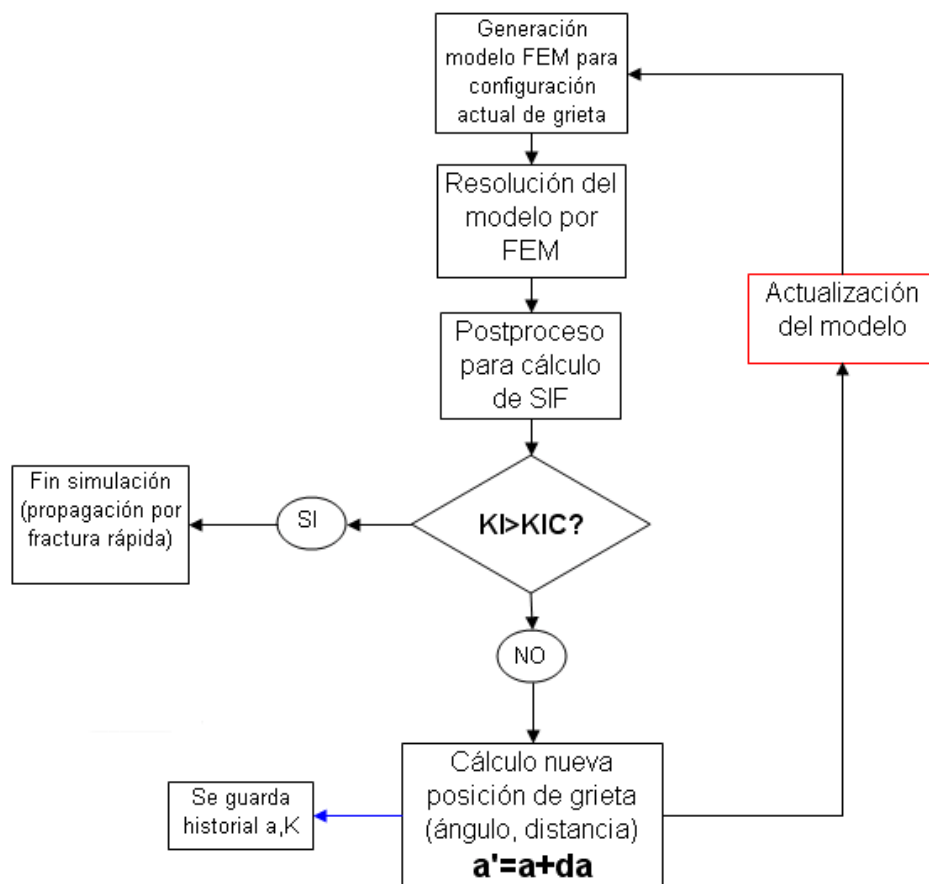 Generación
modelo FEM para
configuración
actual de grieta
Resolución del
modelo por
FEM
Actualización
del modelo
Postproceso
para cálculo
de SIF
Fin simulación
(propagación por
fractura rápida)
SI
KI>KIC?
NO
Cálculo nueva
posición de grieta
(ángulo, distancia)
a'=a+da
Se guarda
historial a,K